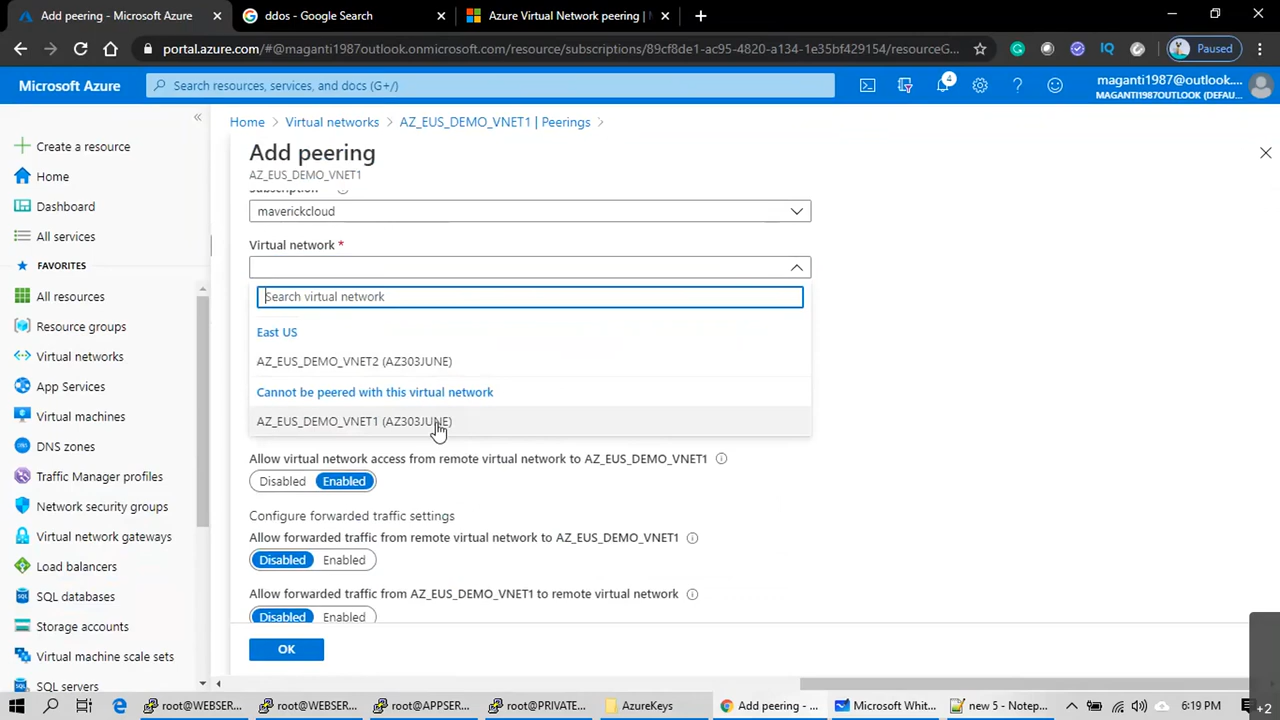 Add peering - Microsoft Azure
ddos - Google Search
Azure Virtual Network peering |
portal.azure.com/#@maganti1987outlook.onmicrosoft.com/resource/subscriptions/89cf8de1-ac95-4820-a134-1e35bf429154/resourceG...
IQ
Paused
Microsoft Azure
Search resources, services, and docs (G+/)
4
maganti1987@outlook....
MAGANTI1987OUTLOOK (DEFAU...
Home > Virtual networks > AZ_EUS_DEMO_VNET1 | Peerings >
Add peering
AZ_EUS_DEMO_VNET1
Create a resource
Home
Dashboard
All services
FAVORITES
All resources
Resource groups
Virtual networks
App Services
Virtual machines
DNS zones
Traffic Manager profiles
Network security groups
Virtual network gateways
Load balancers
SQL databases
Storage accounts
Virtual machine scale sets
SQL servers
Subscription
maverickcloud
Virtual network *
Search virtual network
East US
AZ_EUS_DEMO_VNET2 (AZ303JUNE)
Cannot be peered with this virtual network
AZ_EUS_DEMO_VNET1 (AZ303JUNE)
Allow virtual network access from remote virtual network to AZ_EUS_DEMO_VNET1
Disabled Enabled
Configure forwarded traffic settings
Allow forwarded traffic from remote virtual network to AZ_EUS_DEMO_VNET1
Disabled Enabled
Allow forwarded traffic from AZ_EUS_DEMO_VNET1 to remote virtual network
Disabled Enabled
OK
root@WEBSER...
root@WEBSER...
root@APPSER...
root@PRIVATE...
AzureKeys
Add peering - ...
Microsoft Whit...
new 5 - Notep...
6:19 PM
+2